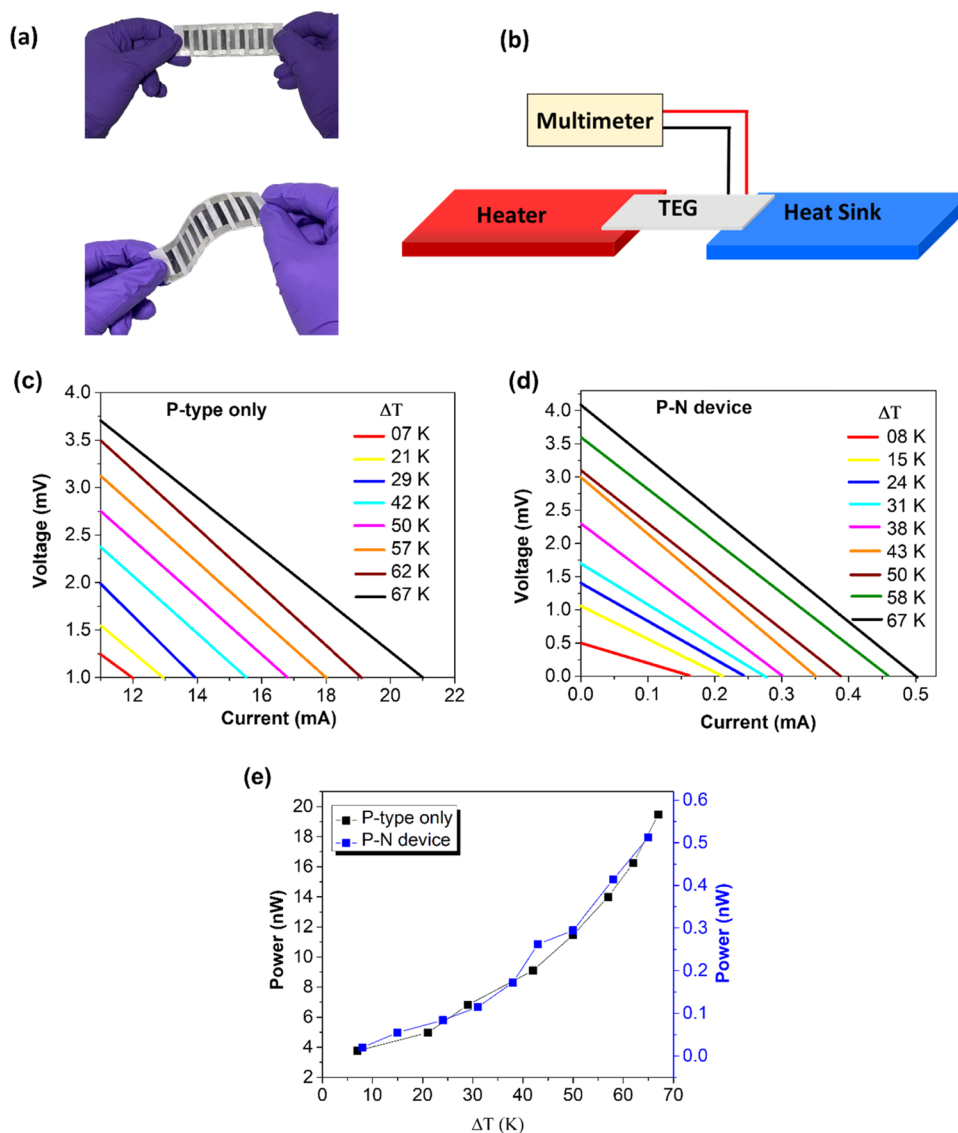 (a)
(b)
Multimeter
Heater
TEG
Heat Sink
(c)
P-type only
ΔT
07 K
21 K
29 K
42 K
50 K
57 K
62 K
67 K
4.0
3.5
3.0
2.5
2.0
1.5
1.0
Voltage (mV)
12 14 16 18 20 22
Current (mA)
(d)
P-N device
ΔT
08 K
15 K
24 K
31 K
38 K
43 K
50 K
58 K
67 K
4.0
3.5
3.0
2.5
2.0
1.5
1.0
0.5
0.0
Voltage (mV)
0.0 0.1 0.2 0.3 0.4 0.5
Current (mA)
(e)
P-type only
P-N device
20
18
16
14
12
10
8
6
4
2
Power (nW)
0.6
0.5
0.4
0.3
0.2
0.1
0.0
Power (nW)
0 10 20 30 40 50 60 70
ΔT (K)